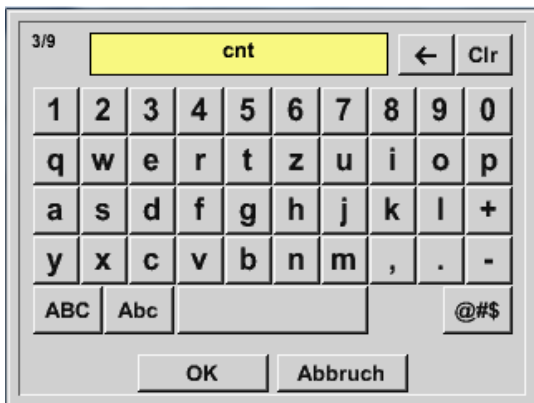 3/9 cnt ← Clr
1 2 3 4 5 6 7 8 9 0
q w e r t z u i o p
a s d f g h j k l +
y x c v b n m , . -
ABC Abc @#$
OK Abbruch